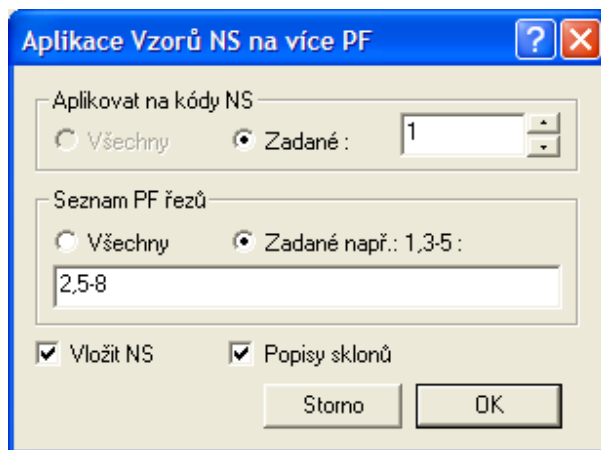 Aplikace Vzorů NS na více PF
Aplikovat na kódy NS
Všechny Zadané : 1
Seznam PF řezů
Všechny Zadané např.: 1,3-5 :
2,5-8
Vložit NS Popisy sklonů
Storno OK